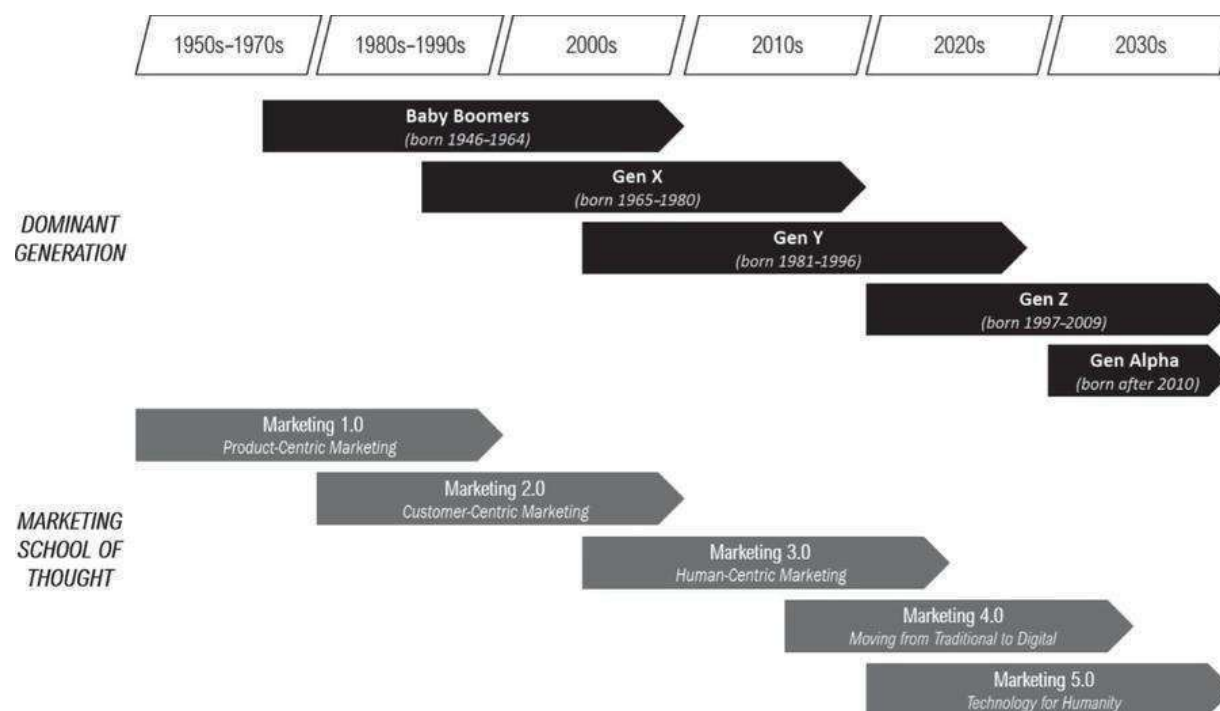 1950s–1970s
1980s–1990s
2000s
2010s
2020s
2030s
DOMINANT
GENERATION
Baby Boomers
(born 1946–1964)
Gen X
(born 1965–1980)
Gen Y
(born 1981–1996)
Gen Z
(born 1997–2009)
Gen Alpha
(born after 2010)
MARKETING
SCHOOL OF
THOUGHT
Marketing 1.0
Product-Centric Marketing
Marketing 2.0
Customer-Centric Marketing
Marketing 3.0
Human-Centric Marketing
Marketing 4.0
Moving from Traditional to Digital
Marketing 5.0
Technology for Humanity